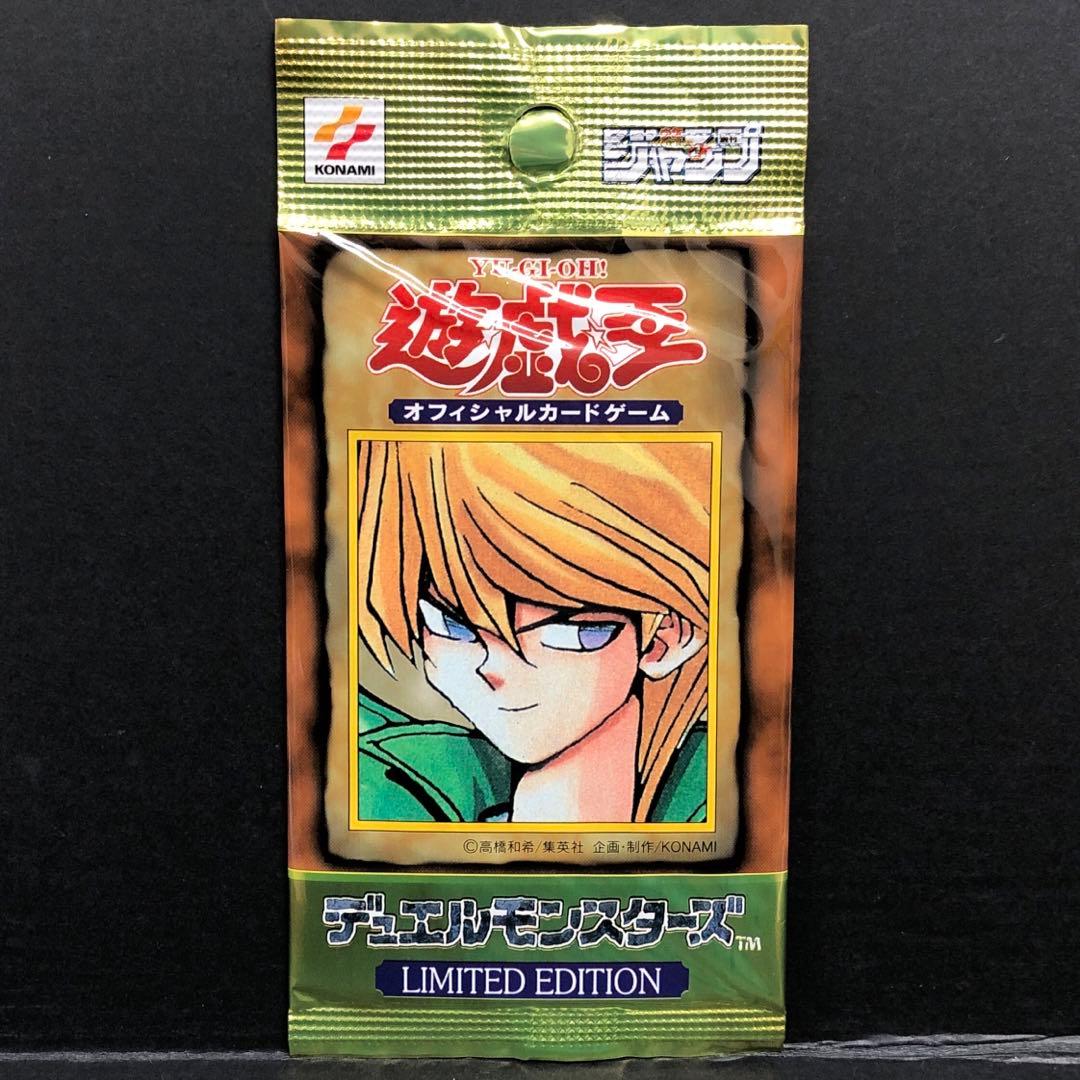 KONAMI
少年ジャンプ
YU-GI-OH!
遊☆戯☆王
オフィシャルカードゲーム
©高橋和希/集英社 企画・制作/KONAMI
デュエルモンスターズ™
LIMITED EDITION